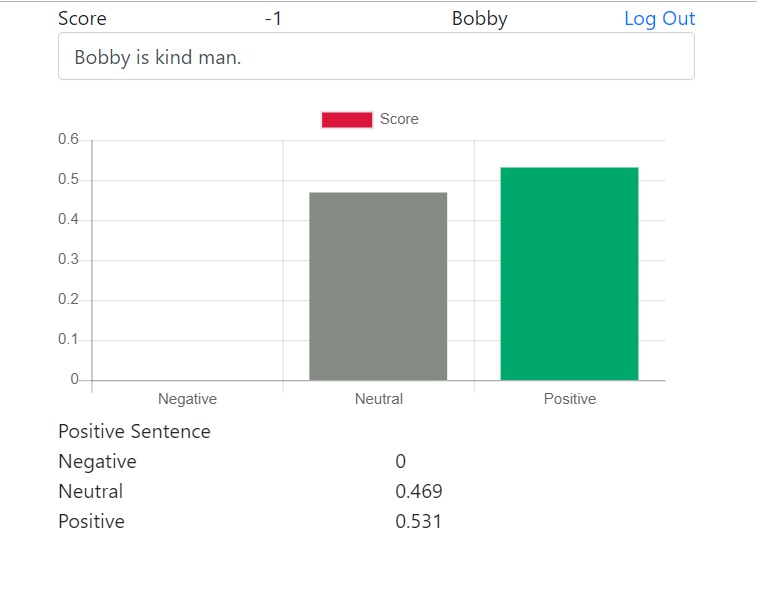 Score -1 Bobby Log Out
Bobby is kind man.
Score
0.6
0.5
0.4
0.3
0.2
0.1
0
Negative Neutral Positive
Positive Sentence
Negative 0
Neutral 0.469
Positive 0.531